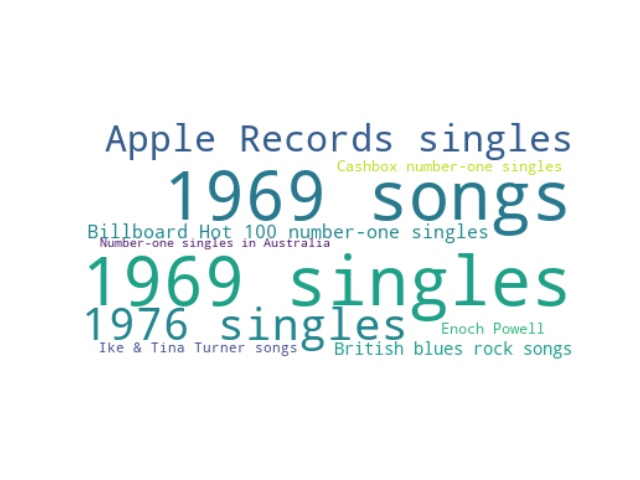 Apple Records singles
Cashbox number-one singles
1969 songs
Billboard Hot 100 number-one singles
Number-one singles in Australia
1969 singles
1976 singles
Enoch Powell
Ike & Tina Turner songs
British blues rock songs